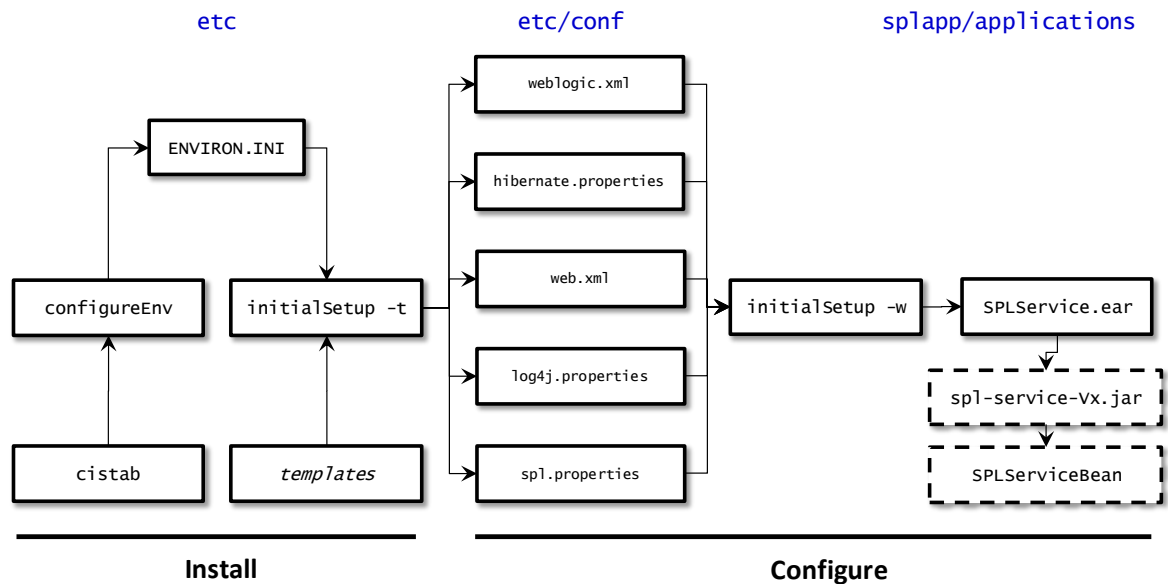 etc
etc/conf
splapp/applications
weblogic.xml
ENVIRON.INI
hibernate.properties
configureEnv
initialSetup -t
web.xml
initialSetup -w
SPLService.ear
log4j.properties
spl-service-Vx.jar
cistab
templates
spl.properties
SPLServiceBean
Install
Configure